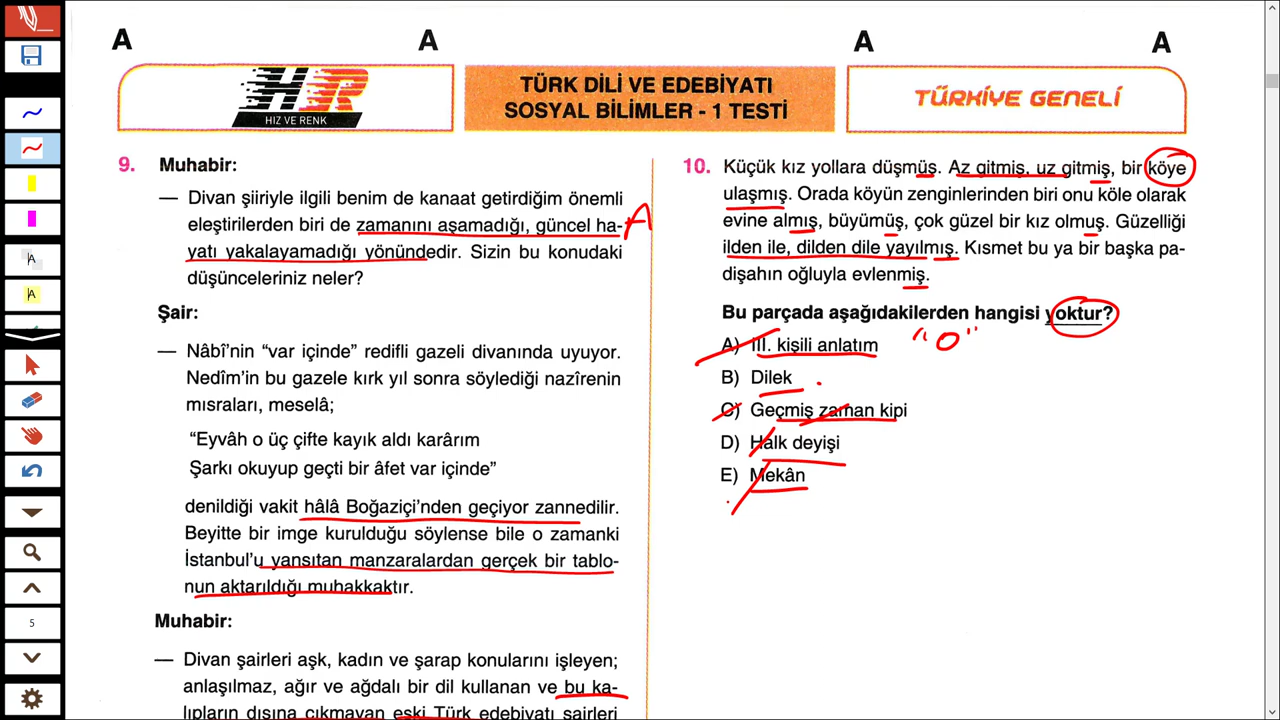 A A A A
HR
HIZ VE RENK
TÜRK DİLİ VE EDEBİYATI
SOSYAL BİLİMLER - 1 TESTİ
TÜRKİYE GENELİ
9. Muhabir:
— Divan şiiriyle ilgili benim de kanaat getirdiğim önemli
eleştirilerden biri de zamanını aşamadığı, güncel ha-
yatı yakalayamadığı yönündedir. Sizin bu konudaki
düşünceleriniz neler?
A
Şair:
— Nâbî’nin “var içinde” redifli gazeli divanında uyuyor.
Nedîm’in bu gazele kırk yıl sonra söylediği nazîrenin
mısraları, meselâ;
“Eyvâh o üç çifte kayık aldı karârım
Şarkı okuyup geçti bir âfet var içinde”
denildiği vakit hâlâ Boğaziçi’nden geçiyor zannedilir.
Beyitte bir imge kurulduğu söylense bile o zamanki
İstanbul’u yansıtan manzaralardan gerçek bir tablo-
nun aktarıldığı muhakkaktır.
Muhabir:
— Divan şairleri aşk, kadın ve şarap konularını işleyen;
anlaşılmaz, ağır ve ağdalı bir dil kullanan ve bu ka-
lıpların dışına çıkmayan eski Türk edebiyatı şairleri
10. Küçük kız yollara düşmüş. Az gitmiş, uz gitmiş, bir köye
ulaşmış. Orada köyün zenginlerinden biri onu köle olarak
evine almış, büyümüş, çok güzel bir kız olmuş. Güzelliği
ilden ile, dilden dile yayılmış. Kısmet bu ya bir başka pa-
dişahın oğluyla evlenmiş.
Bu parçada aşağıdakilerden hangisi yoktur?
A) III. kişili anlatım “O”
B) Dilek
C) Geçmiş zaman kipi
D) Halk deyişi
E) Mekân
A
A
5